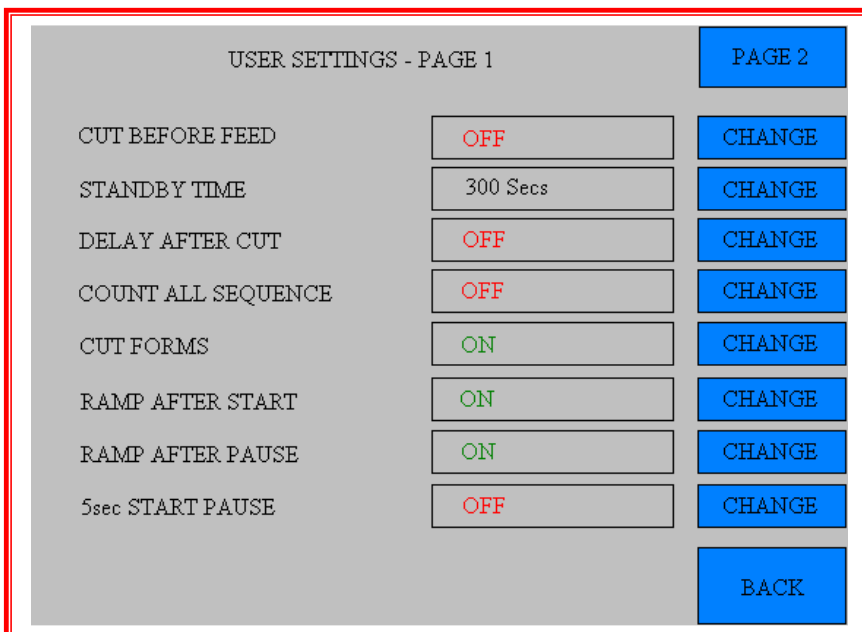 USER SETTINGS - PAGE 1 PAGE 2
CUT BEFORE FEED OFF CHANGE
STANDBY TIME 300 Secs CHANGE
DELAY AFTER CUT OFF CHANGE
COUNT ALL SEQUENCE OFF CHANGE
CUT FORMS ON CHANGE
RAMP AFTER START ON CHANGE
RAMP AFTER PAUSE ON CHANGE
5sec START PAUSE OFF CHANGE
BACK